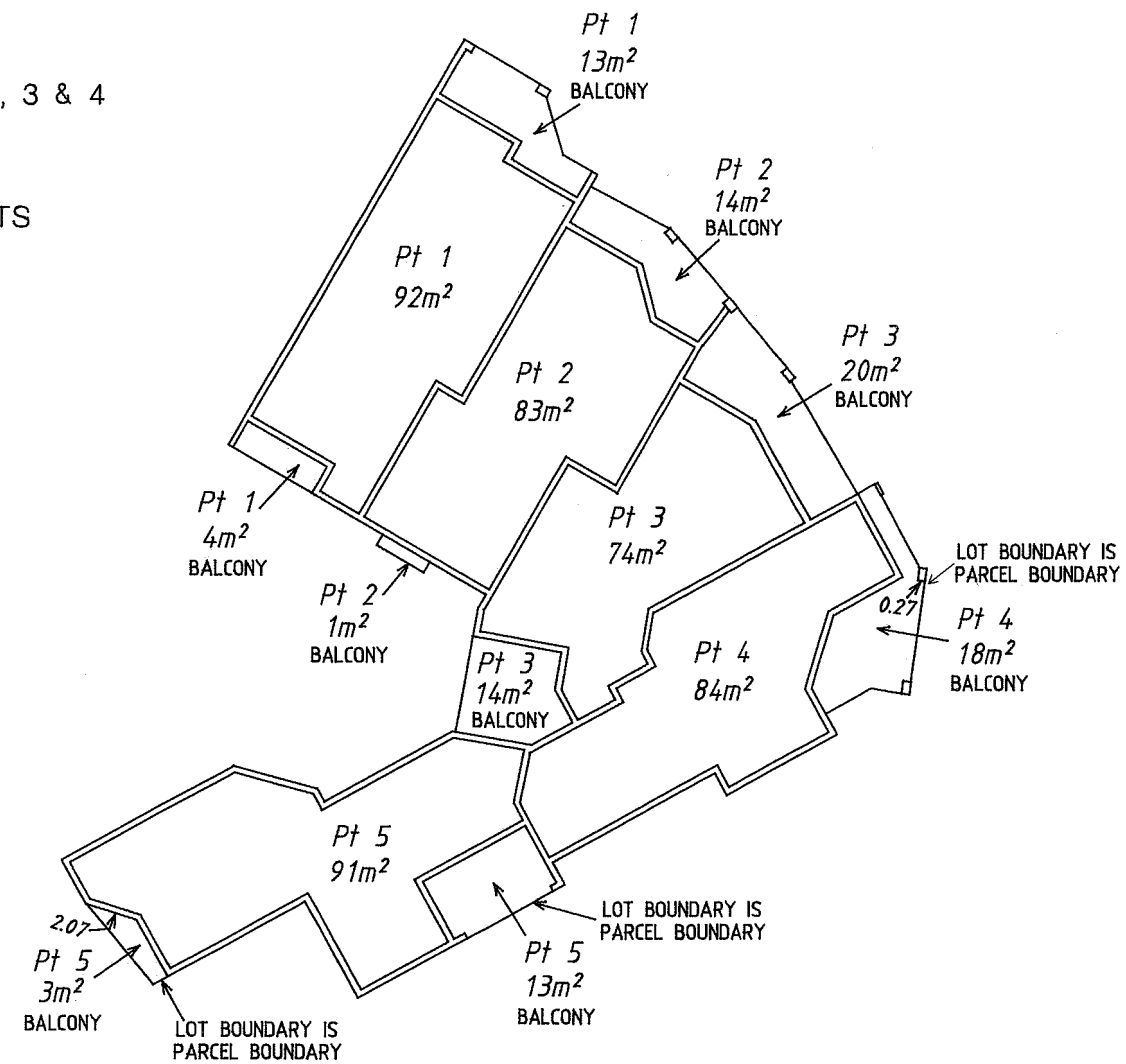 , 3 & 4
TS
Pt 1
13m²
BALCONY
Pt 2
14m²
BALCONY
Pt 1
92m²
Pt 3
20m²
BALCONY
Pt 2
83m²
Pt 1
4m²
BALCONY
Pt 3
74m²
LOT BOUNDARY IS
PARCEL BOUNDARY
0.27
Pt 2
1m²
BALCONY
Pt 4
18m²
BALCONY
Pt 3
14m²
BALCONY
Pt 4
84m²
Pt 5
91m²
LOT BOUNDARY IS
PARCEL BOUNDARY
2.07
Pt 5
3m²
BALCONY
Pt 5
13m²
BALCONY
LOT BOUNDARY IS
PARCEL BOUNDARY